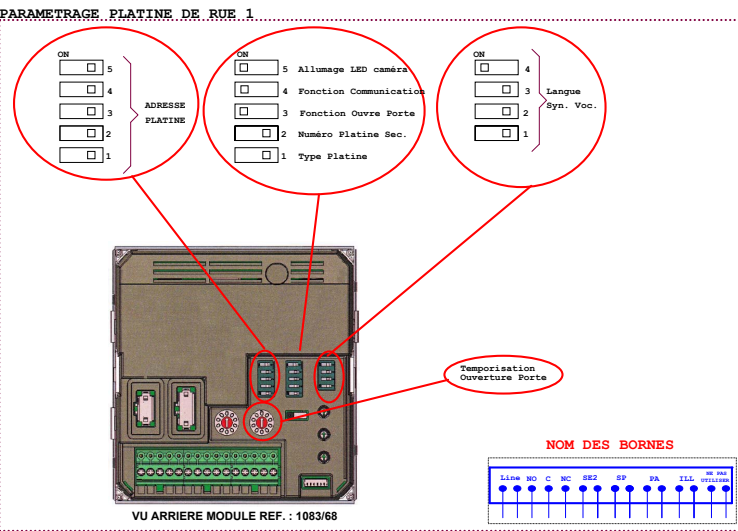 PARAMETRAGE PLATINE DE RUE 1
ON
5
4
3
2
1
ADRESSE
PLATINE
ON
5 Allumage LED caméra
4 Fonction Communication
3 Fonction Ouvre Porte
2 Numéro Platine Sec.
1 Type Platine
ON
4
3
2
1
Langue
Syn. Voc.
Temporisation
Ouverture Porte
NOM DES BORNES
Line NO C NC SE2 SP PA ILL NE PAS UTILISER
VU ARRIERE MODULE REF. : 1083/68